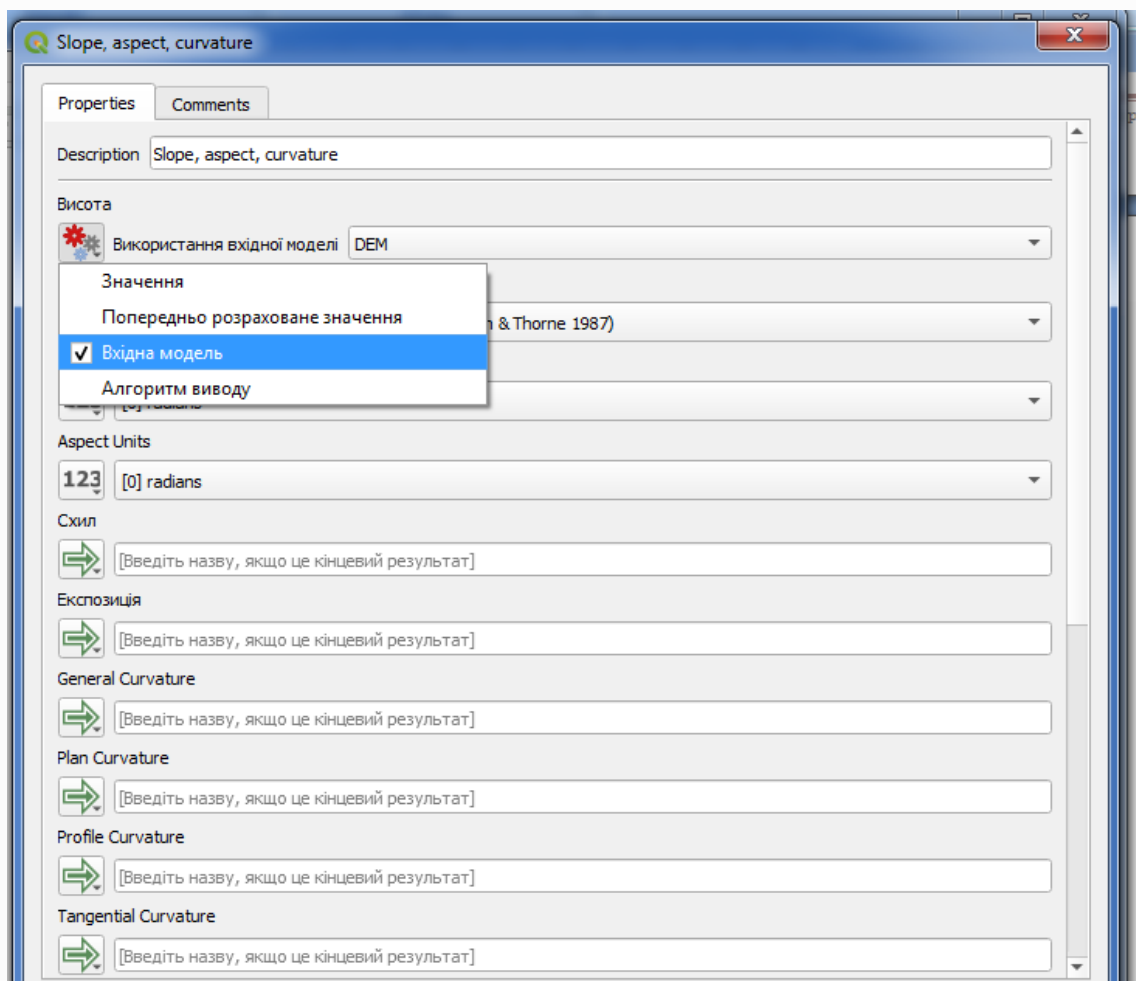 Slope, aspect, curvature
Properties Comments
Description Slope, aspect, curvature
Висота
Використання вхідної моделі DEM
Значення
Попередньо розраховане значення
& Thorne 1987)
Вхідна модель
Алгоритм виводу
[0] radians
Aspect Units
123 [0] radians
Схил
[Введіть назву, якщо це кінцевий результат]
Експозиція
[Введіть назву, якщо це кінцевий результат]
General Curvature
[Введіть назву, якщо це кінцевий результат]
Plan Curvature
[Введіть назву, якщо це кінцевий результат]
Profile Curvature
[Введіть назву, якщо це кінцевий результат]
Tangential Curvature
[Введіть назву, якщо це кінцевий результат]